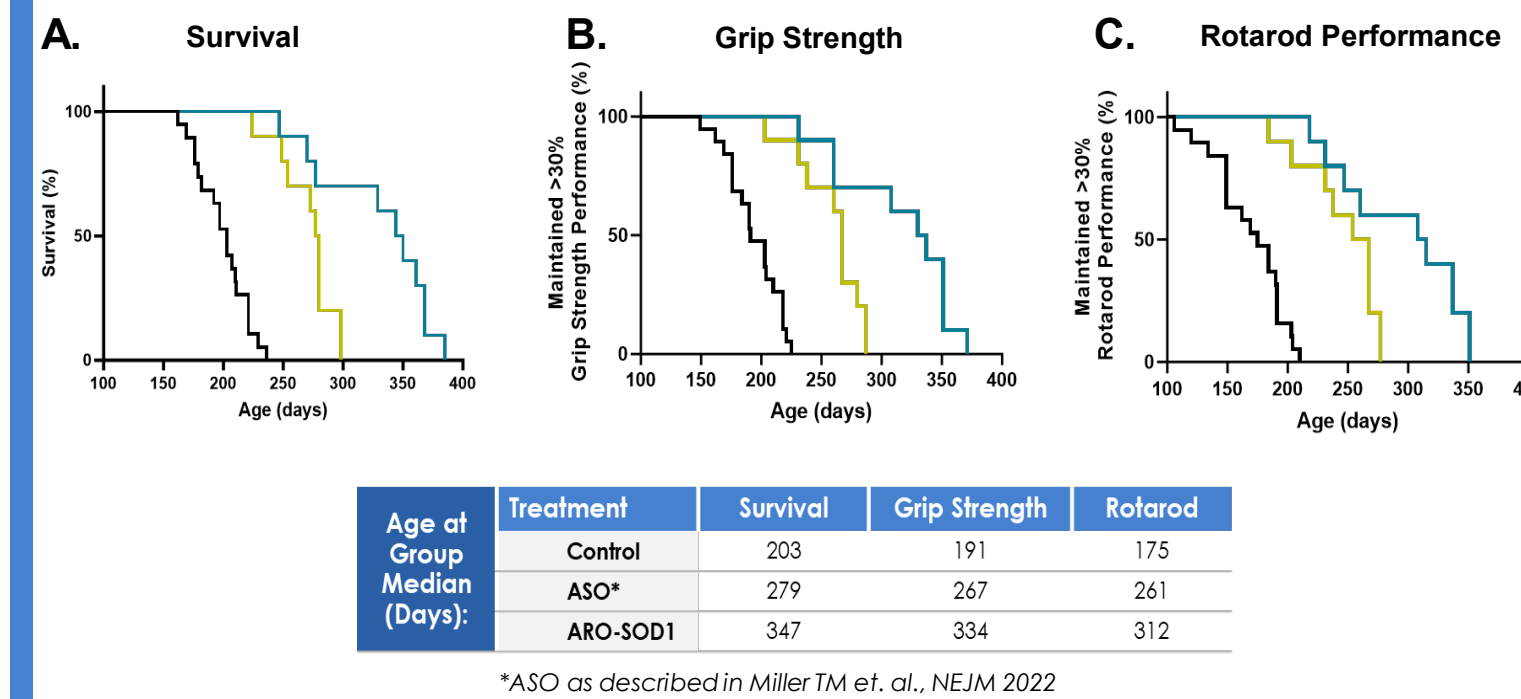 A. Survival
Survival (%)
100
50
0
100 150 200 250 300 350 400
Age (days)
B. Grip Strength
Maintained >30%
Grip Strength Performance (%)
100
50
0
100 150 200 250 300 350 400
Age (days)
C. Rotarod Performance
Maintained >30%
Rotarod Performance (%)
100
50
0
100 150 200 250 300 350 4
Age (days)
Age at
Group
Median
(Days):
Treatment Survival Grip Strength Rotarod
Control 203 191 175
ASO* 279 267 261
ARO-SOD1 347 334 312
*ASO as described in Miller TM et. al., NEJM 2022